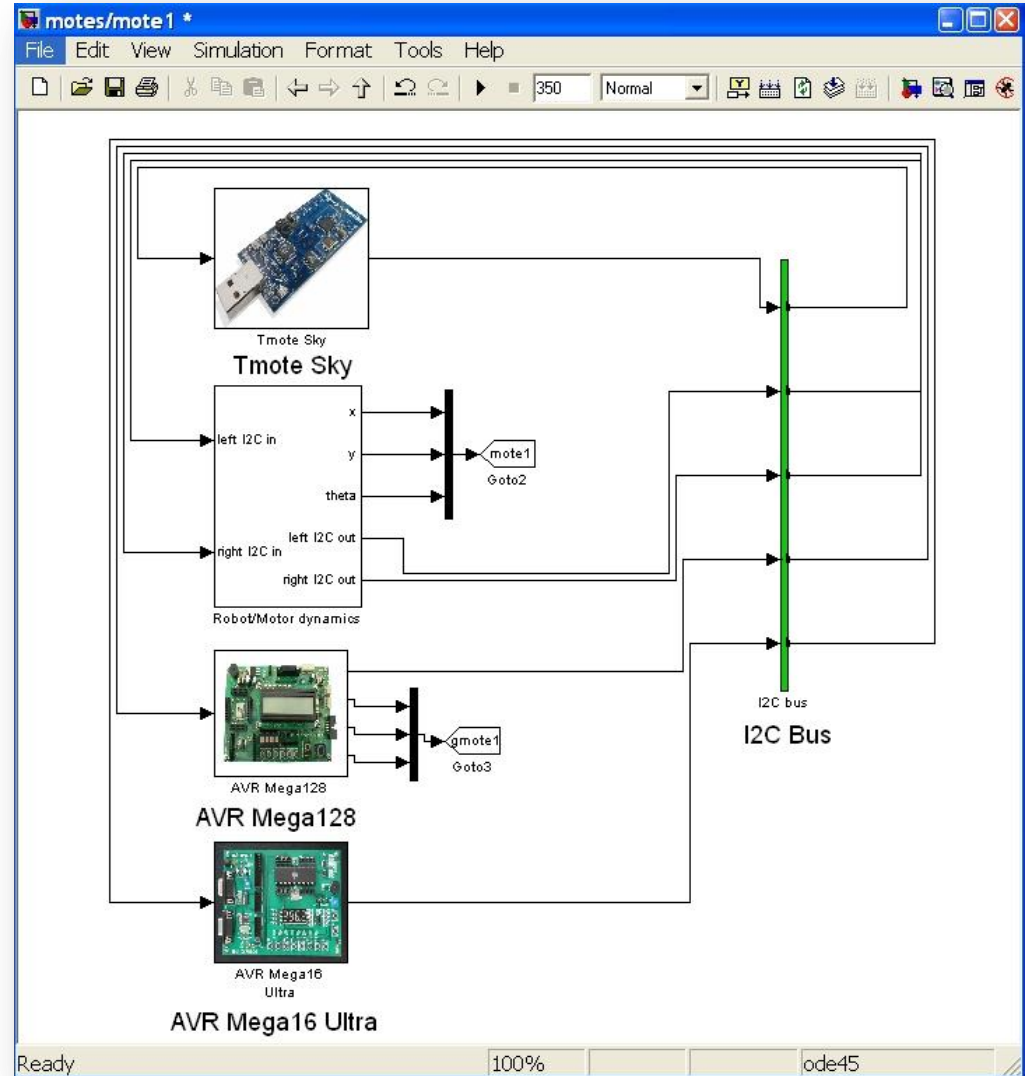 motes/mote1 *
File Edit View Simulation Format Tools Help
350 Normal
Tmote Sky
Tmote Sky
x
left I2C in
y
mote1
Goto2
theta
left I2C out
right I2C in
right I2C out
Robot/Motor dynamics
I2C bus
I2C Bus
gmote1
Goto3
AVR Mega128
AVR Mega128
AVR Mega16
Ultra
AVR Mega16 Ultra
Ready 100% ode45